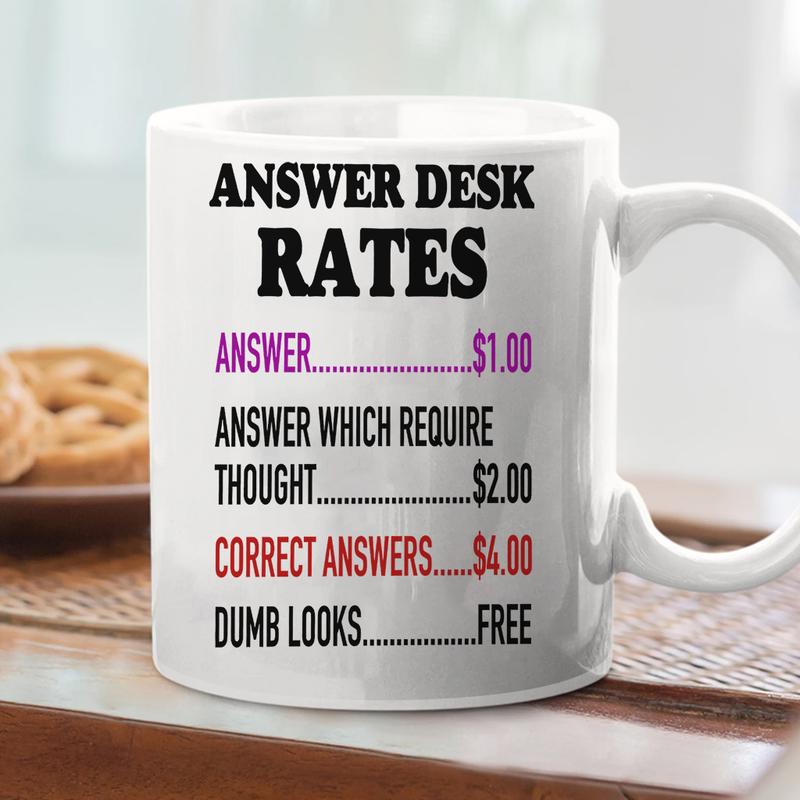 ANSWER DESK
RATES
ANSWER........................$1.00
ANSWER WHICH REQUIRE
THOUGHT.......................$2.00
CORRECT ANSWERS......$4.00
DUMB LOOKS.................FREE